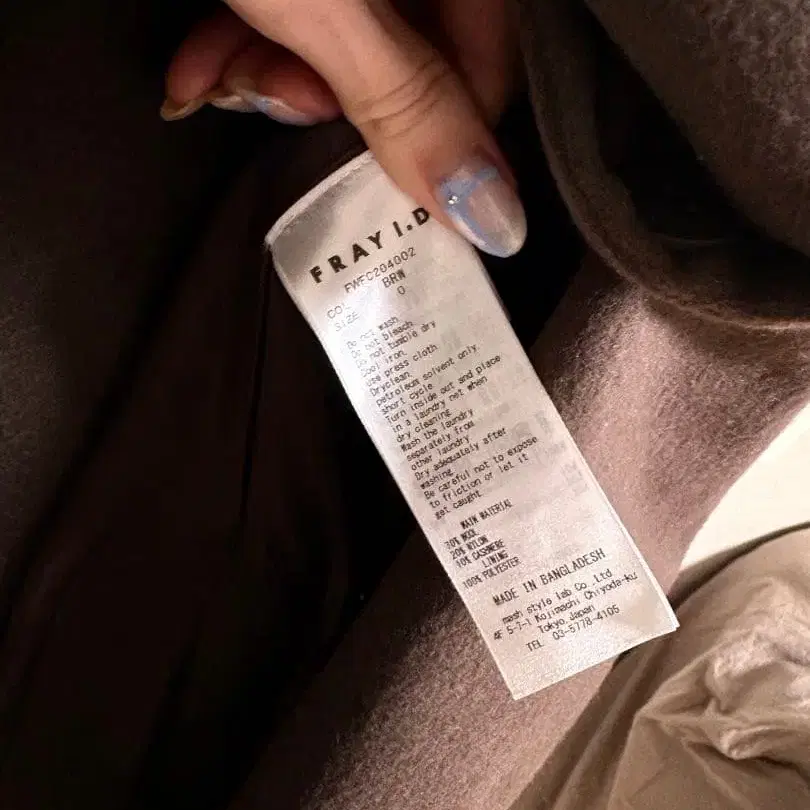 FRAY I.D
FWFC204002
COL BRW
SIZE 0
Do not wash
Do not bleach.
Do not tumble dry
Cool iron.
use press cloth
Dryclean.
petroleum solvent only.
short cycle
Turn inside out and place
in a laundry net when
dry cleaning
Wash the laundry
separately from
other laundry
Dry adequately after
washing.
Be careful not to expose
to friction or let it
get caught.
MAIN MATERIAL
WOOL
20% NYLON
10% CASHMERE
LINING
100% POLYESTER
MADE IN BANGLADESH
mash style lab Co.,Ltd
4F 5-7-1 Kojimachi Chiyoda-ku
Tokyo Japan
TEL 03-5778-4106